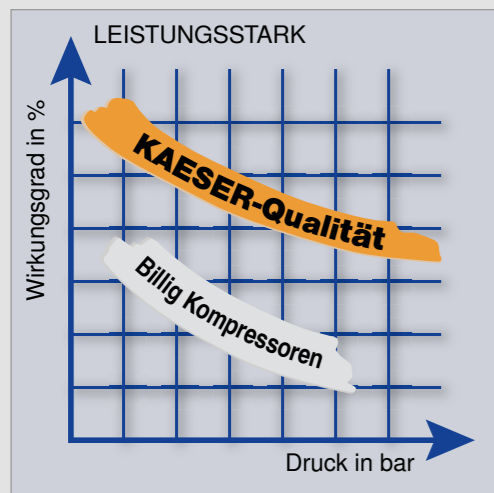 LEISTUNGSSTARK
Wirkungsgrad in %
KAESER-Qualität
Billig Kompressoren
Druck in bar